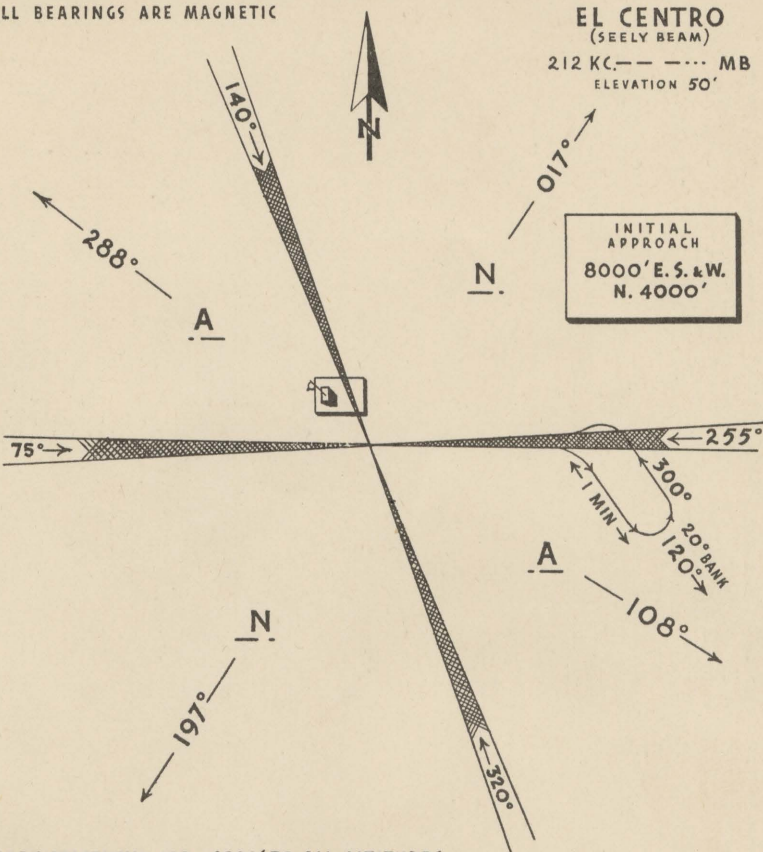 LL BEARINGS ARE MAGNETIC
EL CENTRO
(SEELY BEAM)
212 KC. — — — · · · MB
ELEVATION 50'
140°
N
017°
288°
N
INITIAL
APPROACH
8000' E. S. & W.
N. 4000'
A
75°
255°
300°
1 MIN
20° BANK
120°
A
108°
N
197°
320°